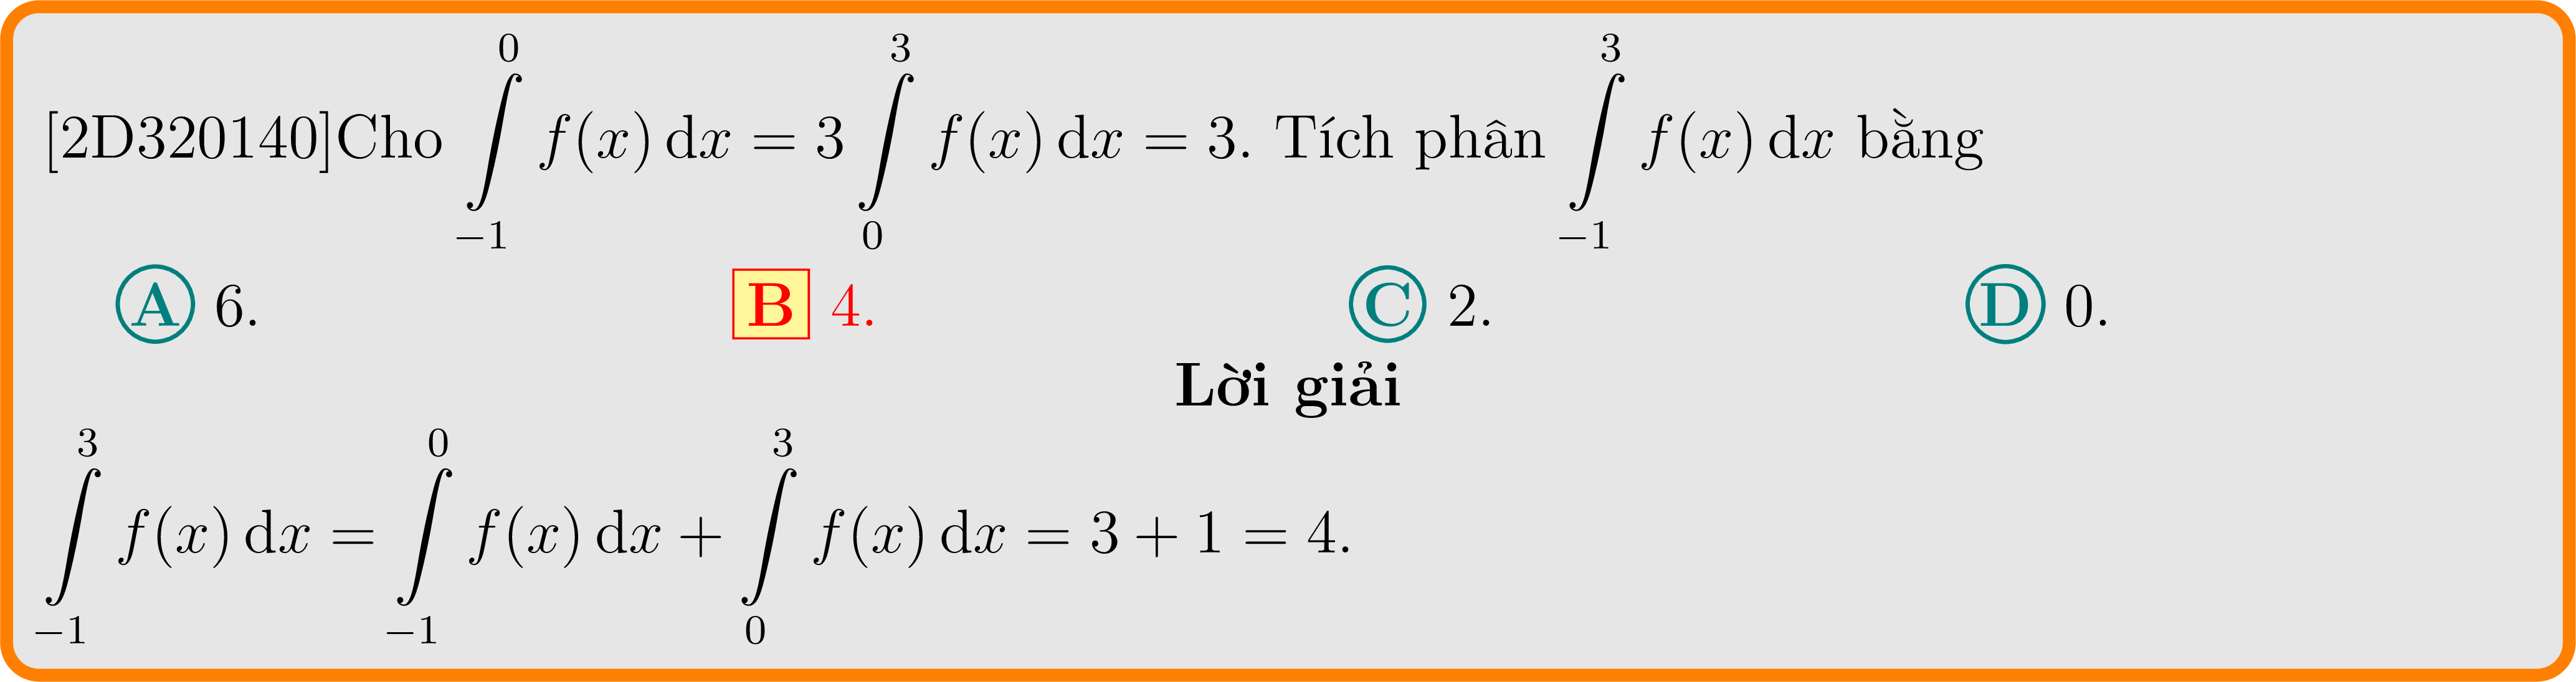 [2D320140]Cho $\int\limits_{-1}^{0} f(x)\,\mathrm{d}x = 3\int\limits_{0}^{3} f(x)\,\mathrm{d}x = 3$. Tích phân $\int\limits_{-1}^{3} f(x)\,\mathrm{d}x$ bằng
A 6. B 4. C 2. D 0.
Lời giải
$\int\limits_{-1}^{3} f(x)\,\mathrm{d}x = \int\limits_{-1}^{0} f(x)\,\mathrm{d}x + \int\limits_{0}^{3} f(x)\,\mathrm{d}x = 3 + 1 = 4.$